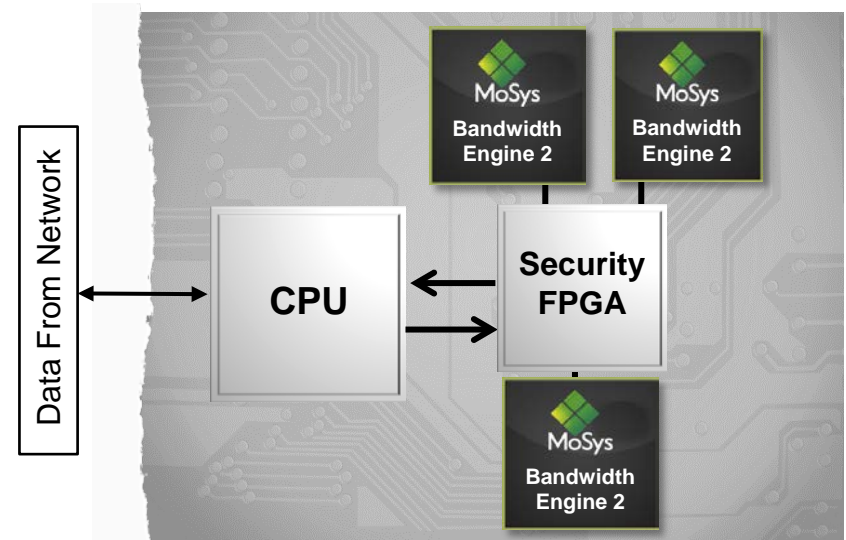 MoSys
Bandwidth
Engine 2
MoSys
Bandwidth
Engine 2
Data From Network
CPU
Security
FPGA
MoSys
Bandwidth
Engine 2